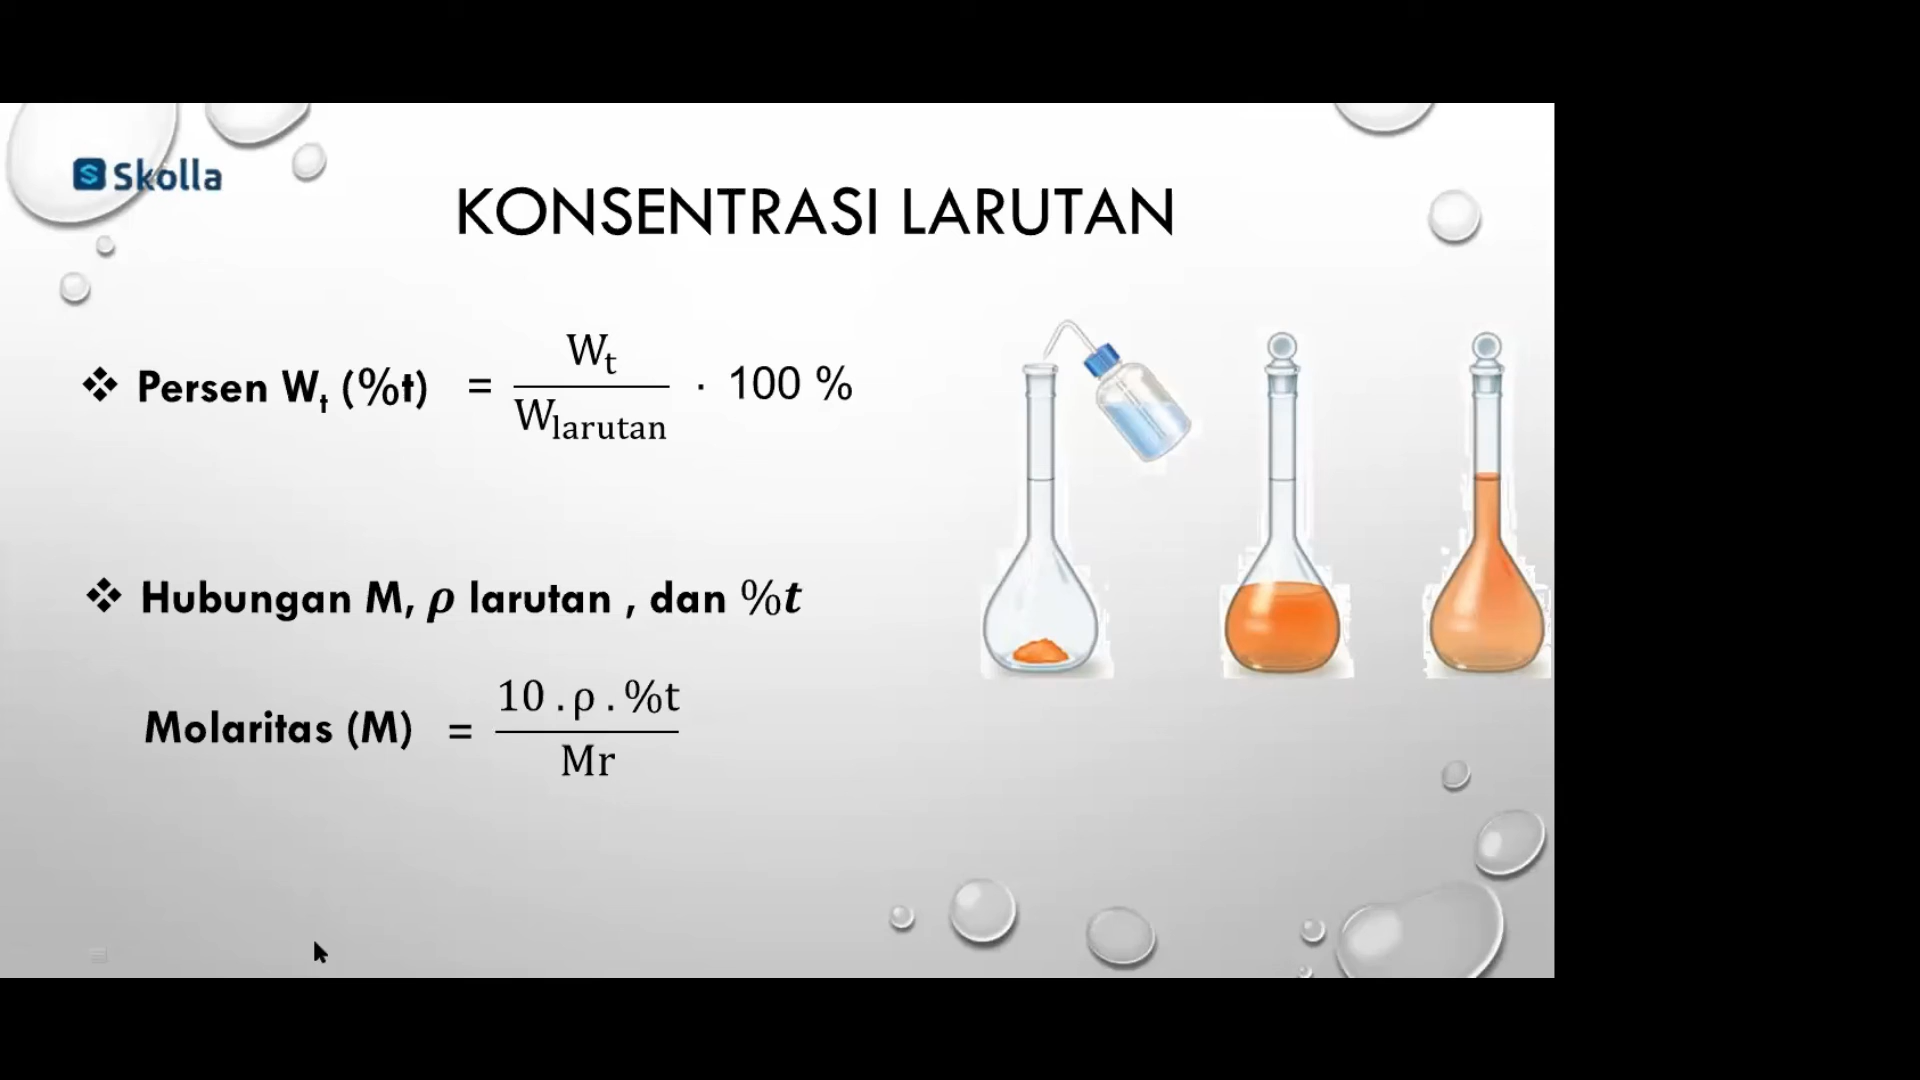 Skolla
KONSENTRASI LARUTAN
❖ Persen Wt (%t) = Wt / Wlarutan · 100 %
❖ Hubungan M, ρ larutan , dan %t
Molaritas (M) = 10 . ρ . %t / Mr